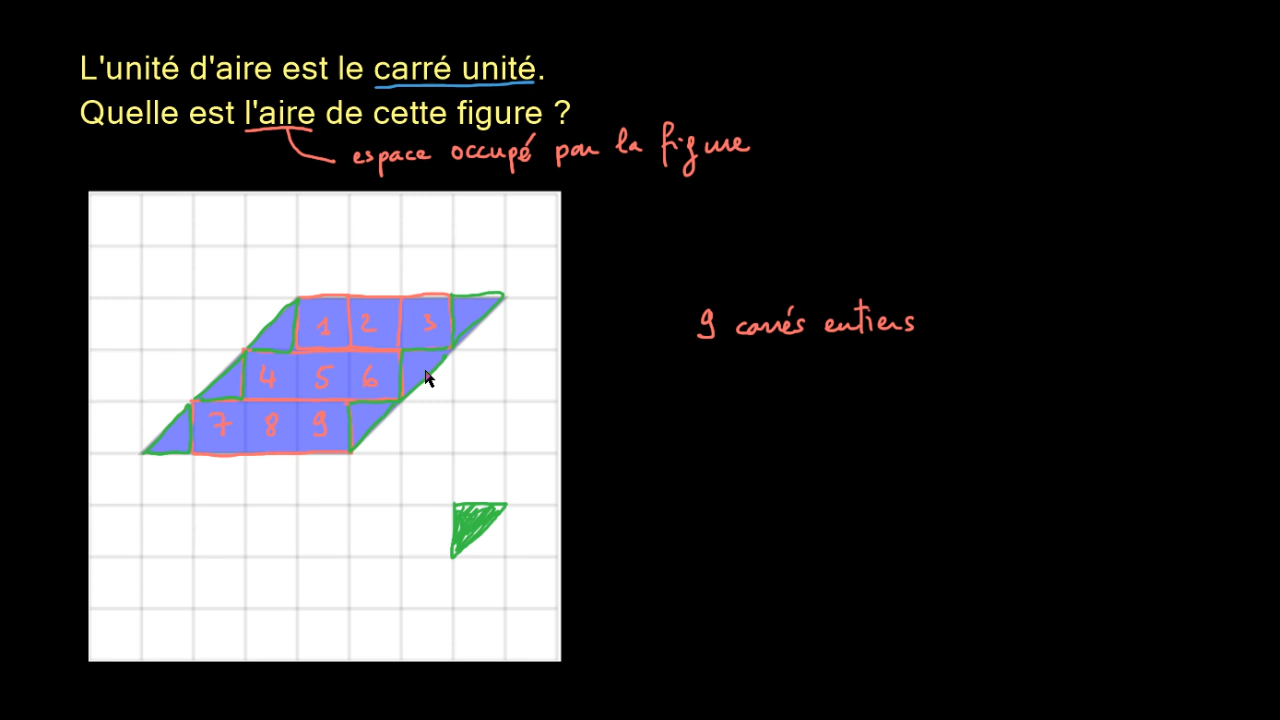 L'unité d'aire est le carré unité.
Quelle est l'aire de cette figure ?
espace occupé par la figure
1 2 3
9 carrés entiers
4 5 6
7 8 9